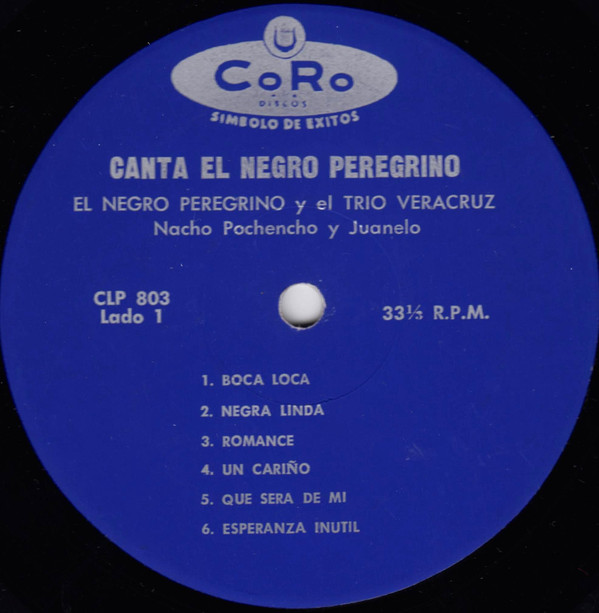 CoRo
DISCOS
SIMBOLO DE EXITOS
CANTA EL NEGRO PEREGRINO
EL NEGRO PEREGRINO y el TRIO VERACRUZ
Nacho Pochencho y Juanelo
CLP 803
Lado 1
33⅓ R.P.M.
1. BOCA LOCA
2. NEGRA LINDA
3. ROMANCE
4. UN CARIÑO
5. QUE SERA DE MI
6. ESPERANZA INUTIL